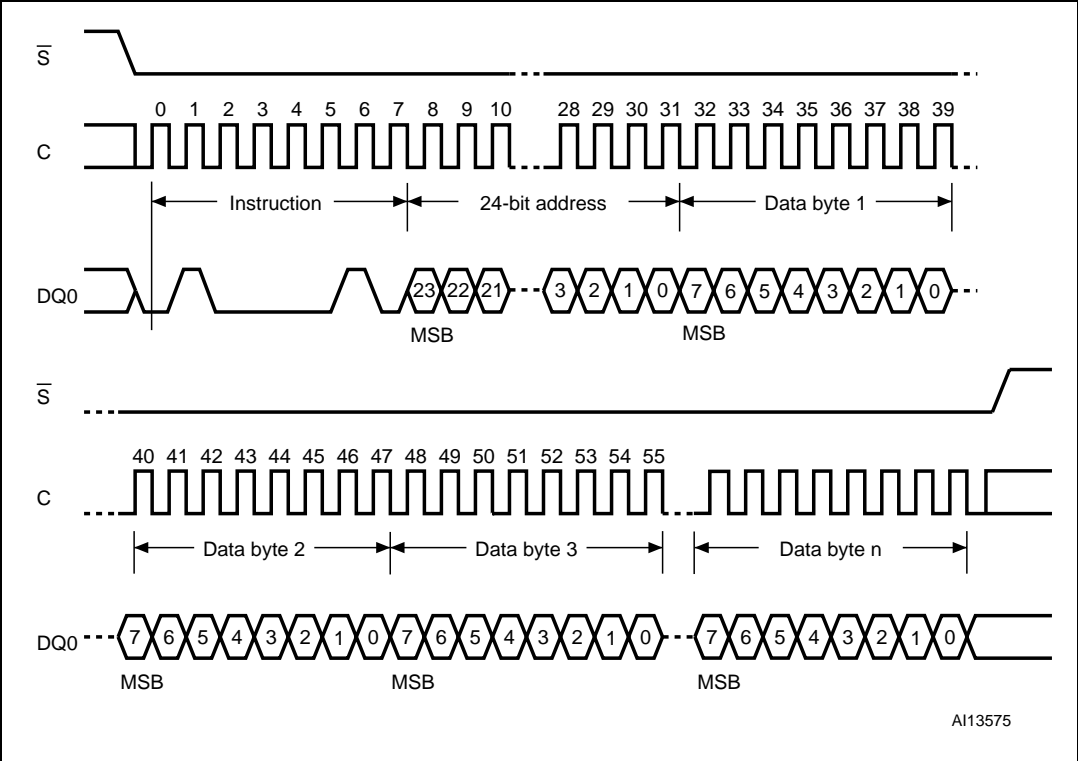 S̅
0 1 2 3 4 5 6 7 8 9 10 28 29 30 31 32 33 34 35 36 37 38 39
C
Instruction 24-bit address Data byte 1
DQ0 23 22 21 3 2 1 0 7 6 5 4 3 2 1 0
MSB MSB
S̅
40 41 42 43 44 45 46 47 48 49 50 51 52 53 54 55
C
Data byte 2 Data byte 3 Data byte n
DQ0 7 6 5 4 3 2 1 0 7 6 5 4 3 2 1 0 7 6 5 4 3 2 1 0
MSB MSB MSB
AI13575